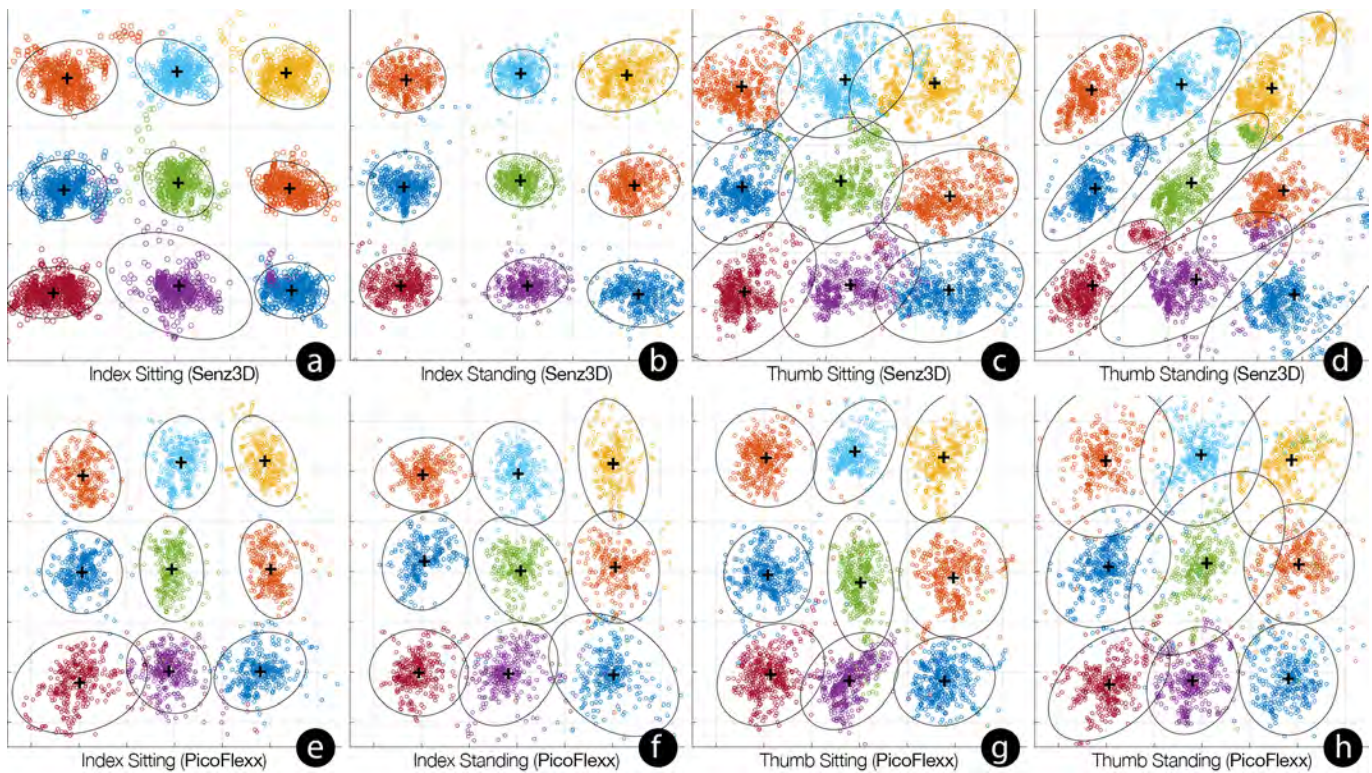 a
Index Sitting (Senz3D)
b
Index Standing (Senz3D)
c
Thumb Sitting (Senz3D)
d
Thumb Standing (Senz3D)
e
Index Sitting (PicoFlexx)
f
Index Standing (PicoFlexx)
g
Thumb Sitting (PicoFlexx)
h
Thumb Standing (PicoFlexx)